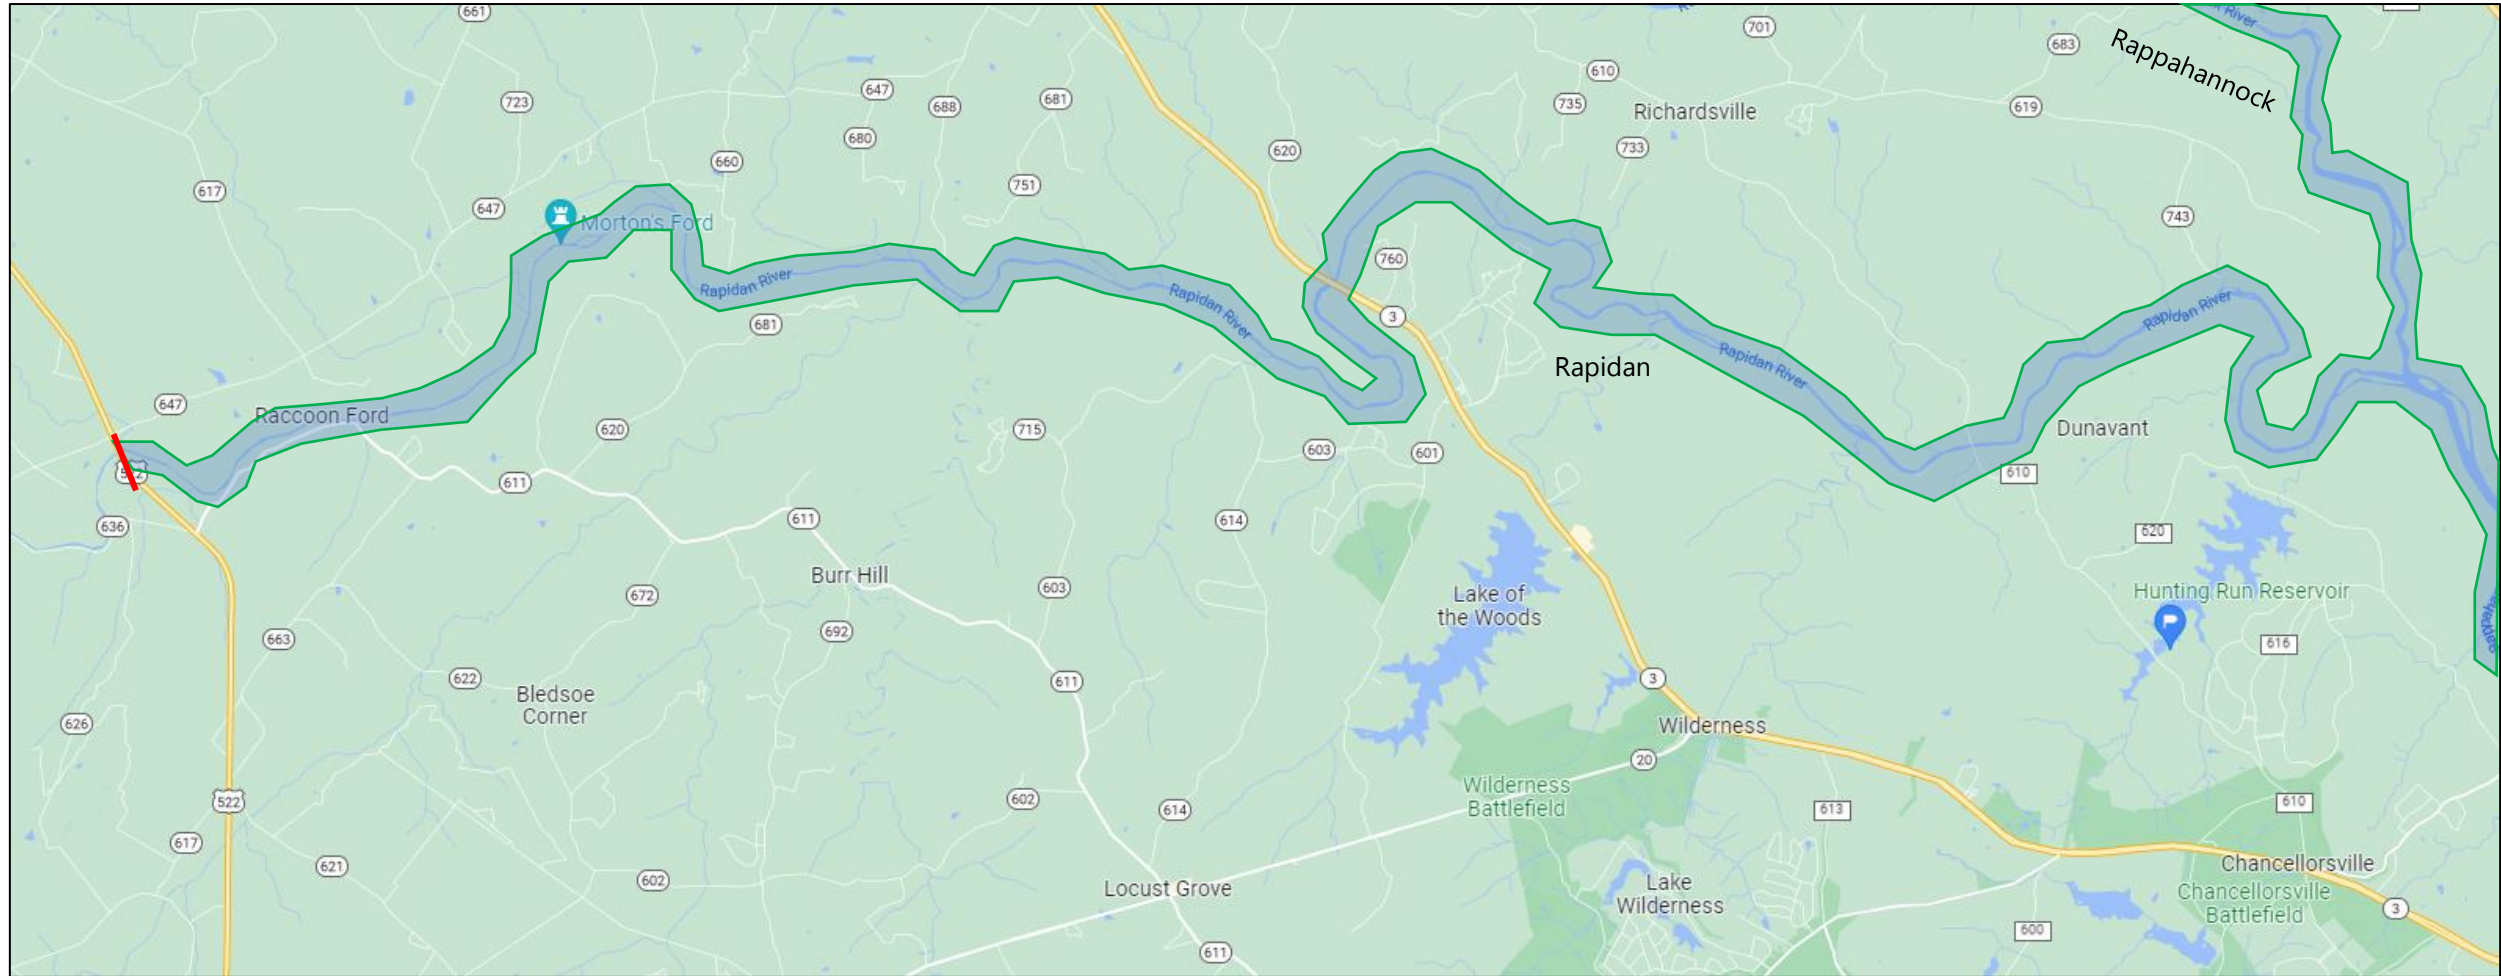 661
701
River
683
Rappahannock
723
647
688
681
610
735
Richardsville
619
680
660
620
733
617
647
751
743
Morton's Ford
760
Rapidan River
Rapidan River
Rapidan River
681
3
Rapidan
Rapidan River
647
Raccoon Ford
620
715
603
601
Dunavant
522
611
610
636
611
614
620
Burr Hill
672
603
Lake of
the Woods
Hunting Run Reservoir
663
692
616
622
611
3
Bledsoe
Corner
626
Wilderness
20
522
602
614
Wilderness
Battlefield
613
610
617
621
602
Locust Grove
Lake
Wilderness
Chancellorsville
Chancellorsville
Battlefield
3
600
611